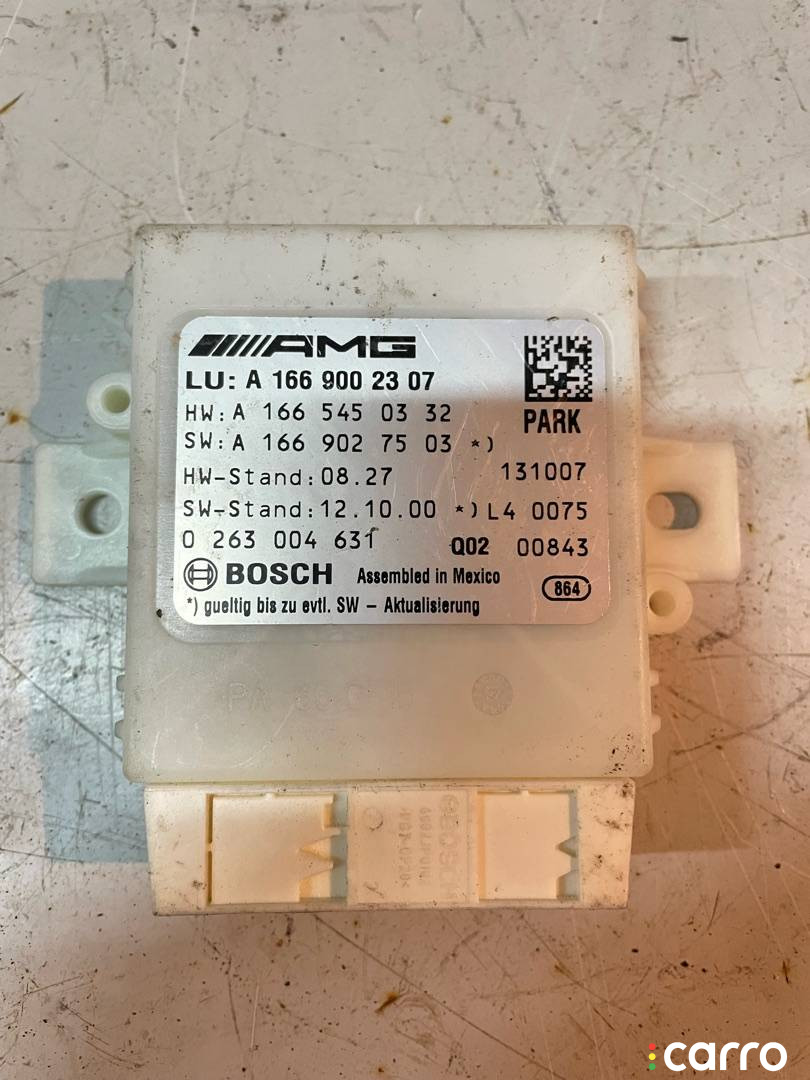 AMG
LU: A 166 900 23 07
HW: A 166 545 03 32
PARK
SW: A 166 902 75 03 *)
HW-Stand: 08.27 131007
SW-Stand: 12.10.00 *) L4 0075
0 263 004 631 Q02 00843
BOSCH Assembled in Mexico 864
*) gueltig bis zu evtl. SW - Aktualisierung
BOSCH
carro